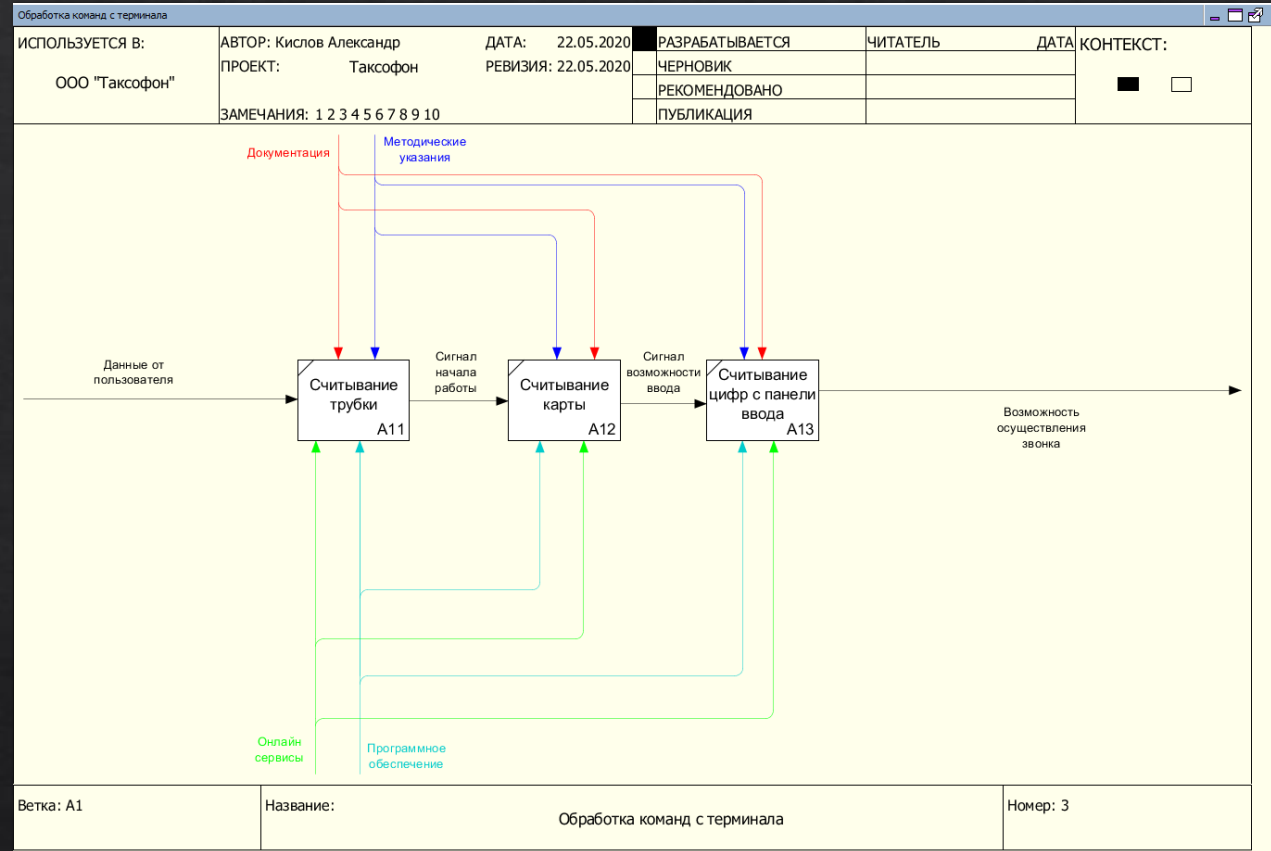 Обработка команд с терминала
ИСПОЛЬЗУЕТСЯ В:
ООО "Таксофон"
АВТОР: Кислов Александр
ДАТА: 22.05.2020
ПРОЕКТ: Таксофон
РЕВИЗИЯ: 22.05.2020
ЗАМЕЧАНИЯ: 1 2 3 4 5 6 7 8 9 10
РАЗРАБАТЫВАЕТСЯ
ЧЕРНОВИК
РЕКОМЕНДОВАНО
ПУБЛИКАЦИЯ
ЧИТАТЕЛЬ ДАТА
КОНТЕКСТ:
Документация
Методические
указания
Данные от
пользователя
Считывание
трубки
A11
Сигнал
начала
работы
Считывание
карты
A12
Сигнал
возможности
ввода
Считывание
цифр с панели
ввода
A13
Возможность
осуществления
звонка
Онлайн
сервисы
Программное
обеспечение
Ветка: A1
Название:
Обработка команд с терминала
Номер: 3